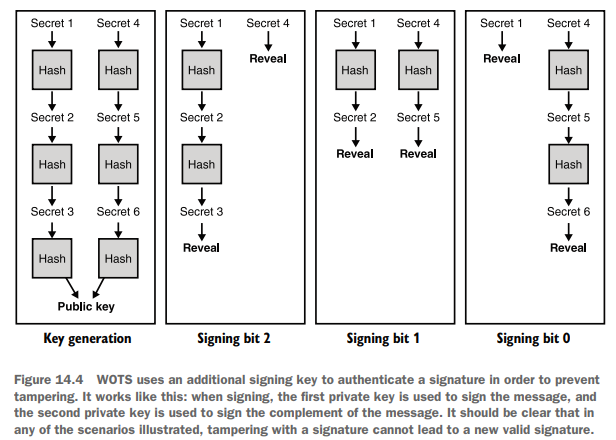 Secret 1 Secret 4
Hash Hash
Secret 2 Secret 5
Hash Hash
Secret 3 Secret 6
Hash Hash
Public key
Key generation
Secret 1 Secret 4
Hash Reveal
Secret 2
Hash
Secret 3
Reveal
Signing bit 2
Secret 1 Secret 4
Hash Hash
Secret 2 Secret 5
Reveal Reveal
Signing bit 1
Secret 1 Secret 4
Reveal Hash
Secret 5
Hash
Secret 6
Reveal
Signing bit 0
Figure 14.4 WOTS uses an additional signing key to authenticate a signature in order to prevent
tampering. It works like this: when signing, the first private key is used to sign the message, and
the second private key is used to sign the complement of the message. It should be clear that in
any of the scenarios illustrated, tampering with a signature cannot lead to a new valid signature.